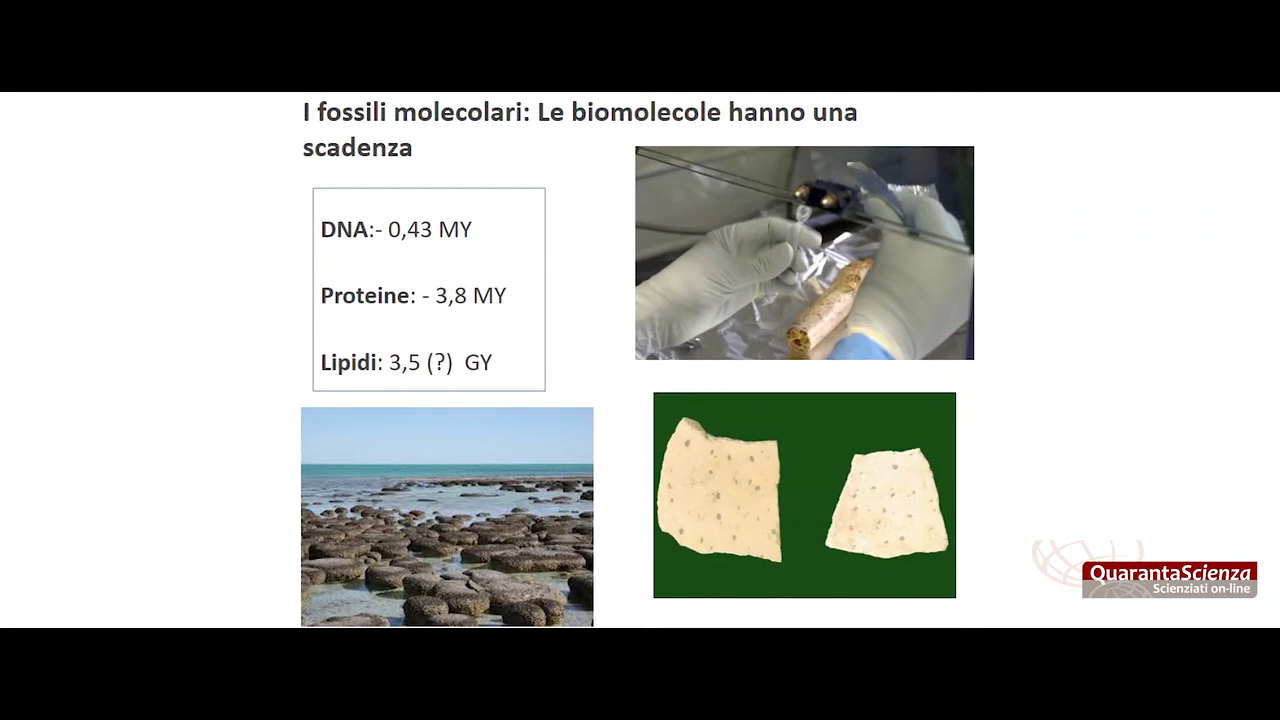 I fossili molecolari: Le biomolecole hanno una
scadenza
DNA:- 0,43 MY
Proteine: - 3,8 MY
Lipidi: 3,5 (?) GY
QuarantaScienza
Scienziati on-line